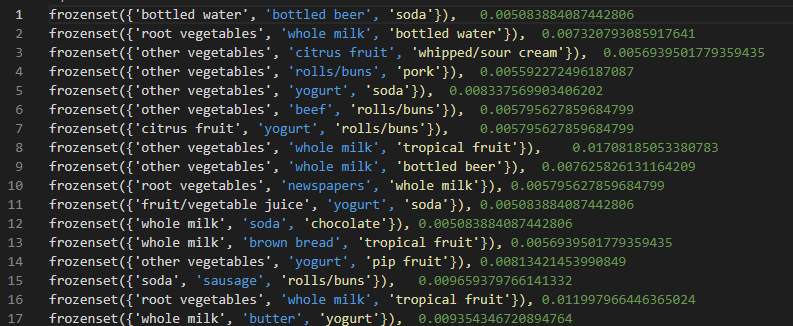 1 frozenset({'bottled water', 'bottled beer', 'soda'}), 0.005083884087442806
2 frozenset({'root vegetables', 'whole milk', 'bottled water'}), 0.007320793085917641
3 frozenset({'other vegetables', 'citrus fruit', 'whipped/sour cream'}), 0.0056939501779359435
4 frozenset({'other vegetables', 'rolls/buns', 'pork'}), 0.005592272496187087
5 frozenset({'other vegetables', 'yogurt', 'soda'}), 0.008337569903406202
6 frozenset({'other vegetables', 'beef', 'rolls/buns'}), 0.005795627859684799
7 frozenset({'citrus fruit', 'yogurt', 'rolls/buns'}), 0.005795627859684799
8 frozenset({'other vegetables', 'whole milk', 'tropical fruit'}), 0.01708185053380783
9 frozenset({'other vegetables', 'whole milk', 'bottled beer'}), 0.007625826131164209
10 frozenset({'root vegetables', 'newspapers', 'whole milk'}), 0.005795627859684799
11 frozenset({'fruit/vegetable juice', 'yogurt', 'soda'}), 0.005083884087442806
12 frozenset({'whole milk', 'soda', 'chocolate'}), 0.005083884087442806
13 frozenset({'whole milk', 'brown bread', 'tropical fruit'}), 0.0056939501779359435
14 frozenset({'other vegetables', 'yogurt', 'pip fruit'}), 0.00813421453990849
15 frozenset({'soda', 'sausage', 'rolls/buns'}), 0.009659379766141332
16 frozenset({'root vegetables', 'whole milk', 'tropical fruit'}), 0.011997966446365024
17 frozenset({'whole milk', 'butter', 'yogurt'}), 0.009354346720894764